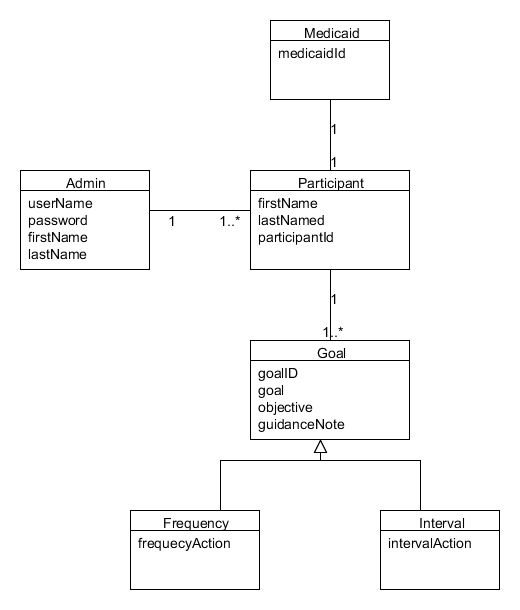 Medicaid
medicaidId
1
1
Admin
userName
password
firstName
lastName
1
1..*
Participant
firstName
lastNamed
participantId
1
1..*
Goal
goalID
goal
objective
guidanceNote
Frequency
frequecyAction
Interval
intervalAction